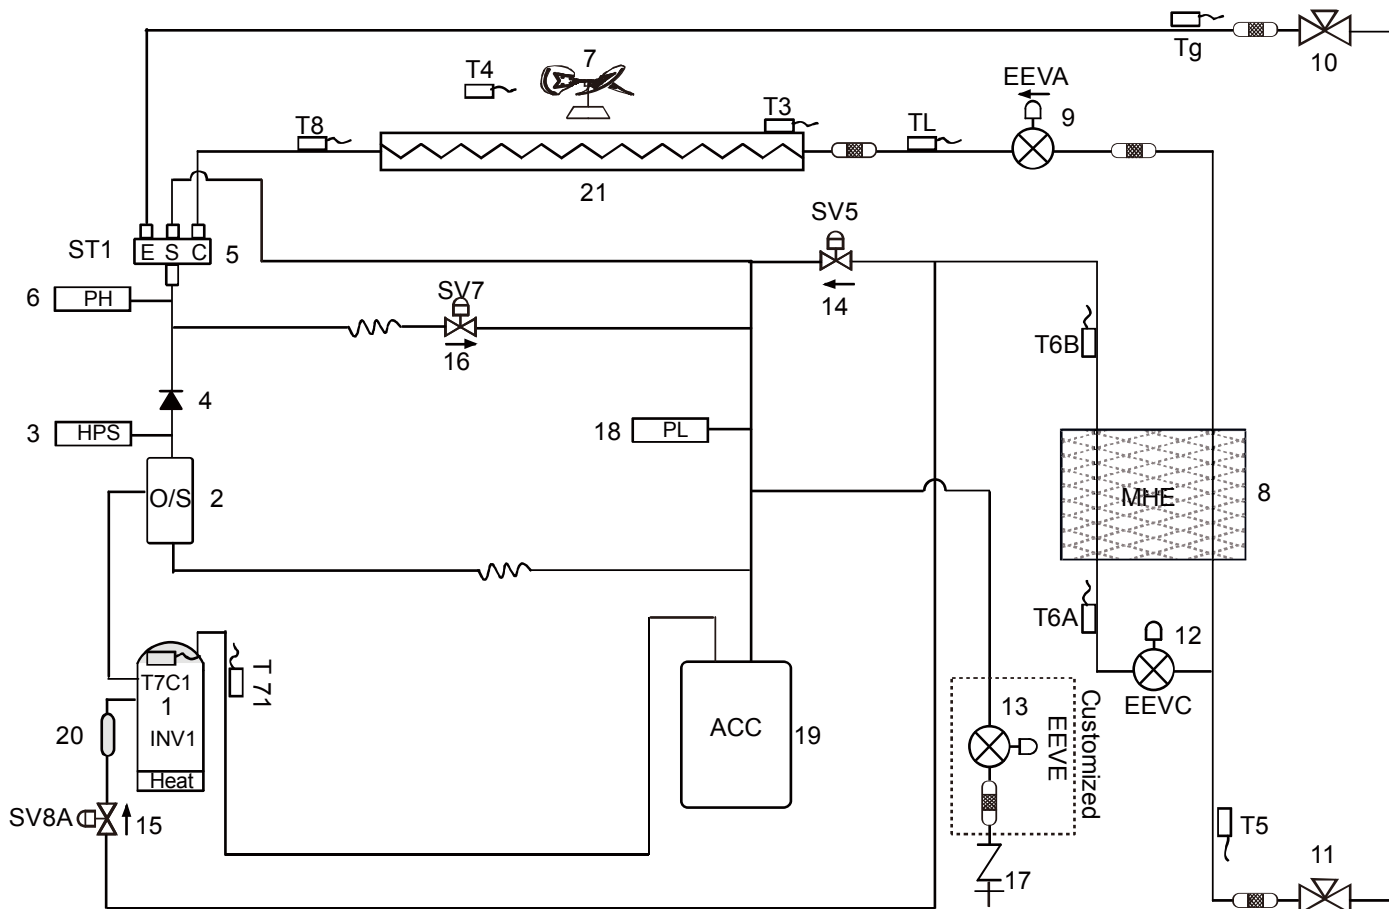 Tg
10
T4
7
EEVA
9
T8
T3
TL
21
ST1
E S C
5
SV5
14
6
PH
SV7
16
T6B
4
3
HPS
18
PL
O/S
2
MHE
8
T6A
12
EEVC
T7C1
1
INV1
Heat
T 71
20
SV8A
15
ACC
19
13
EEVE
Customized
T5
17
11